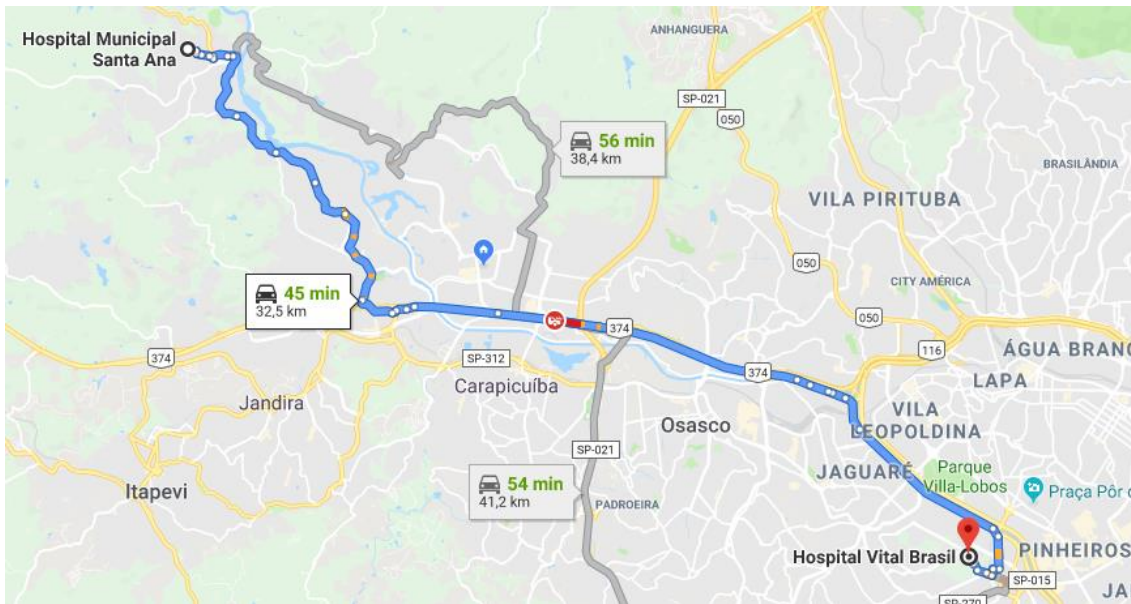 Hospital Municipal
Santa Ana
ANHANGUERA
SP-021
050
56 min
38,4 km
BRASILÂNDIA
VILA PIRITUBA
050
CITY AMÉRICA
45 min
32,5 km
050
374
374
116
ÁGUA BRANC
SP-312
Carapicuíba
374
LAPA
Jandira
VILA
LEOPOLDINA
Osasco
SP-021
JAGUARÉ
Parque
Villa-Lobos
54 min
41,2 km
Itapevi
PADROEIRA
Praça Pôr d
Hospital Vital Brasil
PINHEIROS
SP-015
JA
SP-270